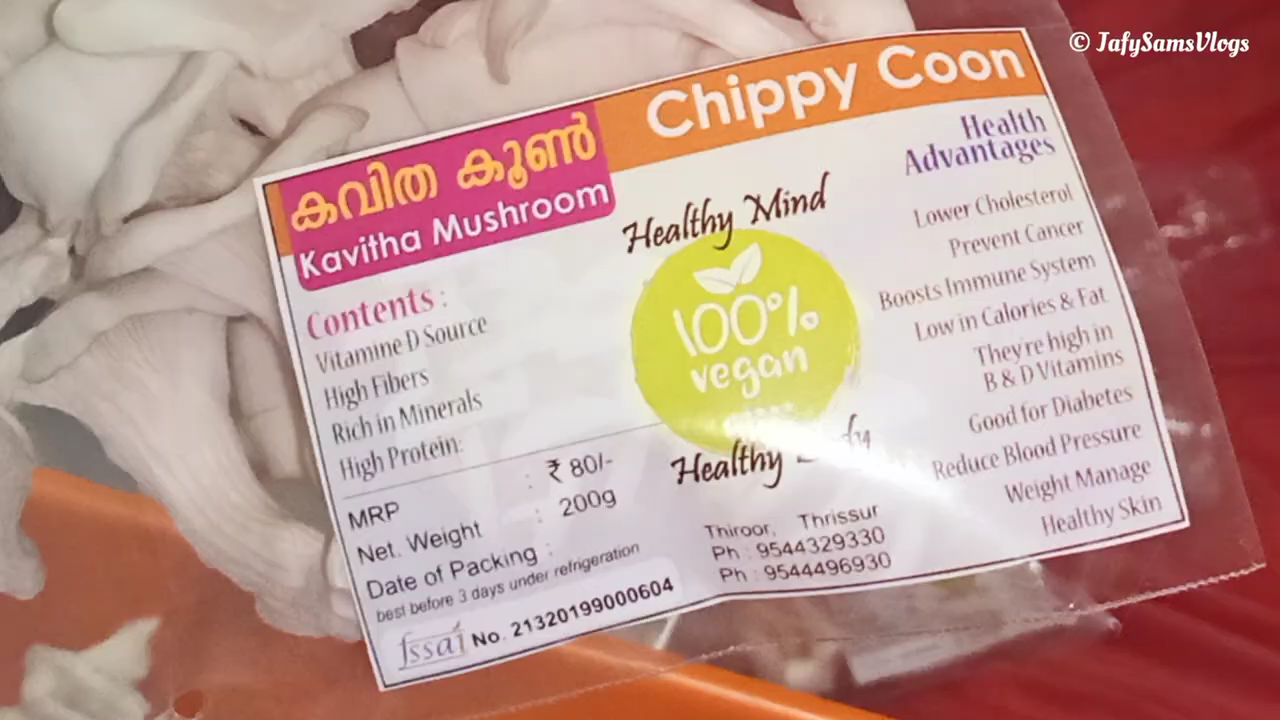 © JafySamsVlogs
Chippy Coon
കവിത കൂൺ
Kavitha Mushroom
Contents :
Vitamine D Source
High Fibers
Rich in Minerals
High Protein:
MRP : ₹ 80/-
Net. Weight : 200g
Date of Packing :
best before 3 days under refrigeration
fssai No. 21320199000604
Healthy Mind
100%
vegan
Healthy
Thiroor, Thrissur
Ph : 9544329330
Ph : 9544496930
Health
Advantages
Lower Cholesterol
Prevent Cancer
Boosts Immune System
Low in Calories & Fat
They're high in
B & D Vitamins
Good for Diabetes
Reduce Blood Pressure
Weight Manage
Healthy Skin